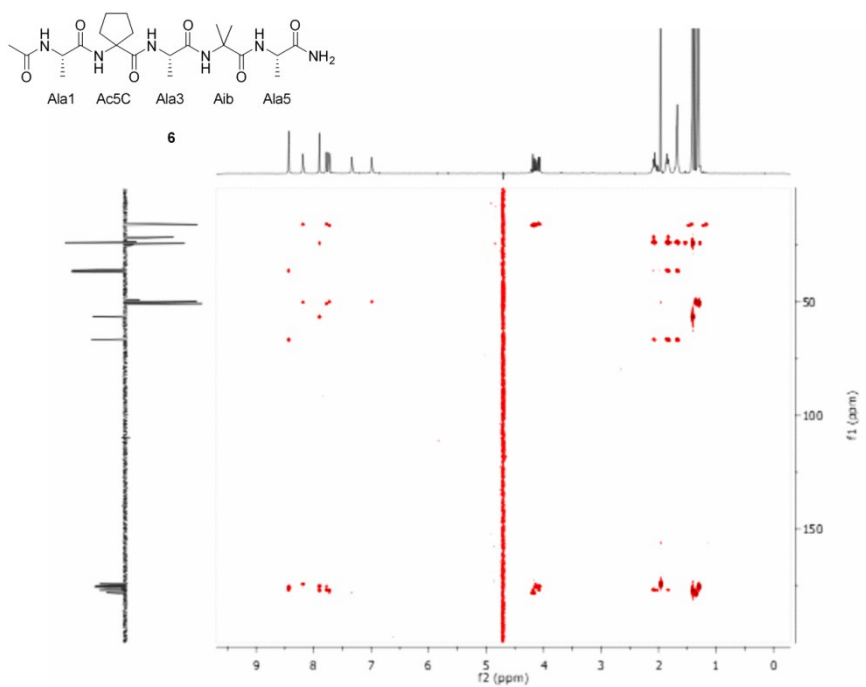 H
N
O
O
N
H
O
H
N
O
N
H
O
H
N
O
NH₂
Ala1 Ac5C Ala3 Aib Ala5
6
50
100
150
f1 (ppm)
9 8 7 6 5 4 3 2 1 0
f2 (ppm)